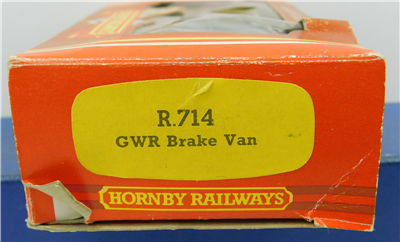 R.714
GWR Brake Van
HORNBY RAILWAYS